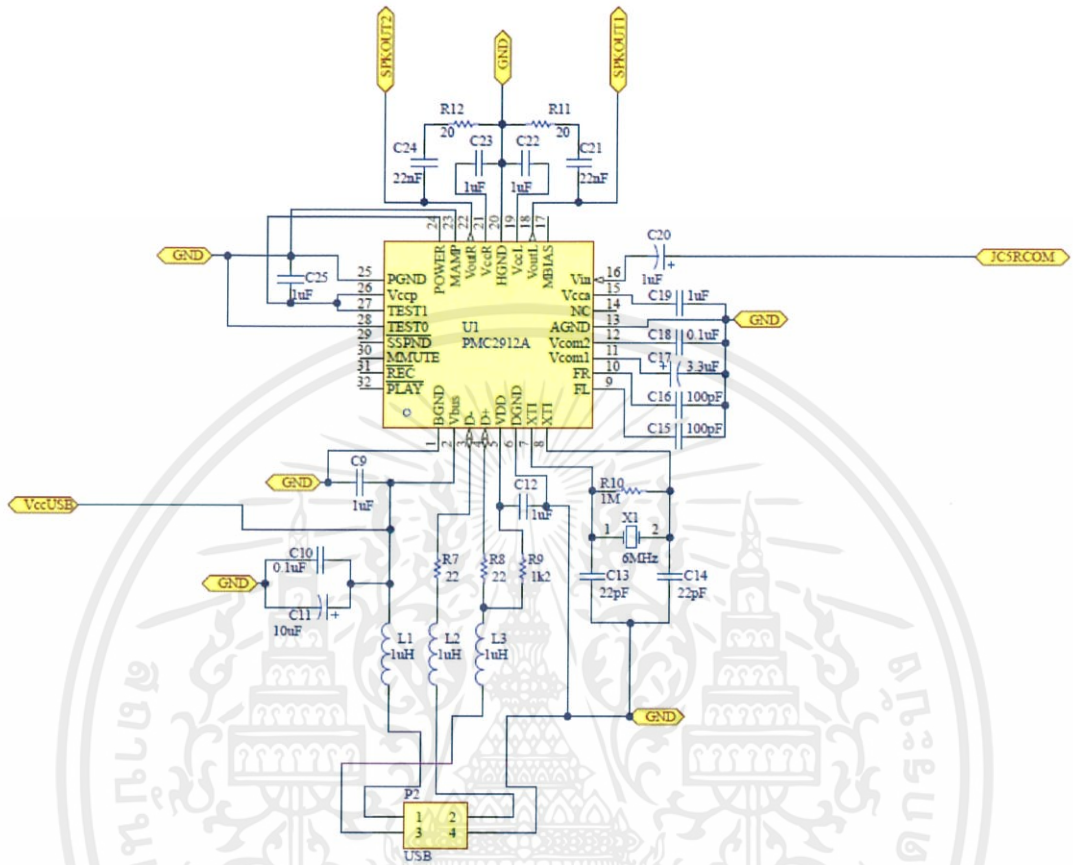 SPKOUT2
GND
SPKOUT1
R12
20
R11
20
C24
22nF
C23
1uF
C22
1uF
C21
22nF
24 23 22 21 20 19 18 17
POWER
MAMP
VoutR
VccR
HGND
VccL
VoutL
MBIAS
GND
C25
1uF
25 PGND
26 Vccp
27 TEST1
28 TEST0
29 SSPND
30 MMUTE
31 REC
32 PLAY
U1
PMC2912A
Vin 16
Vcca 15
NC 14
AGND 13
Vcom2 12
Vcom1 11
FR 10
FL 9
C20
1uF
JC5RCOM
C19 1uF
GND
C18 0.1uF
C17 3.3uF
C16 100pF
C15 100pF
BGND
Vbus
D-
D+
VDD
DGND
XTI
XTI
1 2 3 4 5 6 7 8
GND
C9
1uF
VccUSB
C12
1uF
R10
1M
X1
1 2
6MHz
C10
0.1uF
GND
C11
10uF
R7
22
R8
22
R9
1k2
C13
22pF
C14
22pF
L1
1uH
L2
1uH
L3
1uH
GND
P2
1 2
3 4
USB